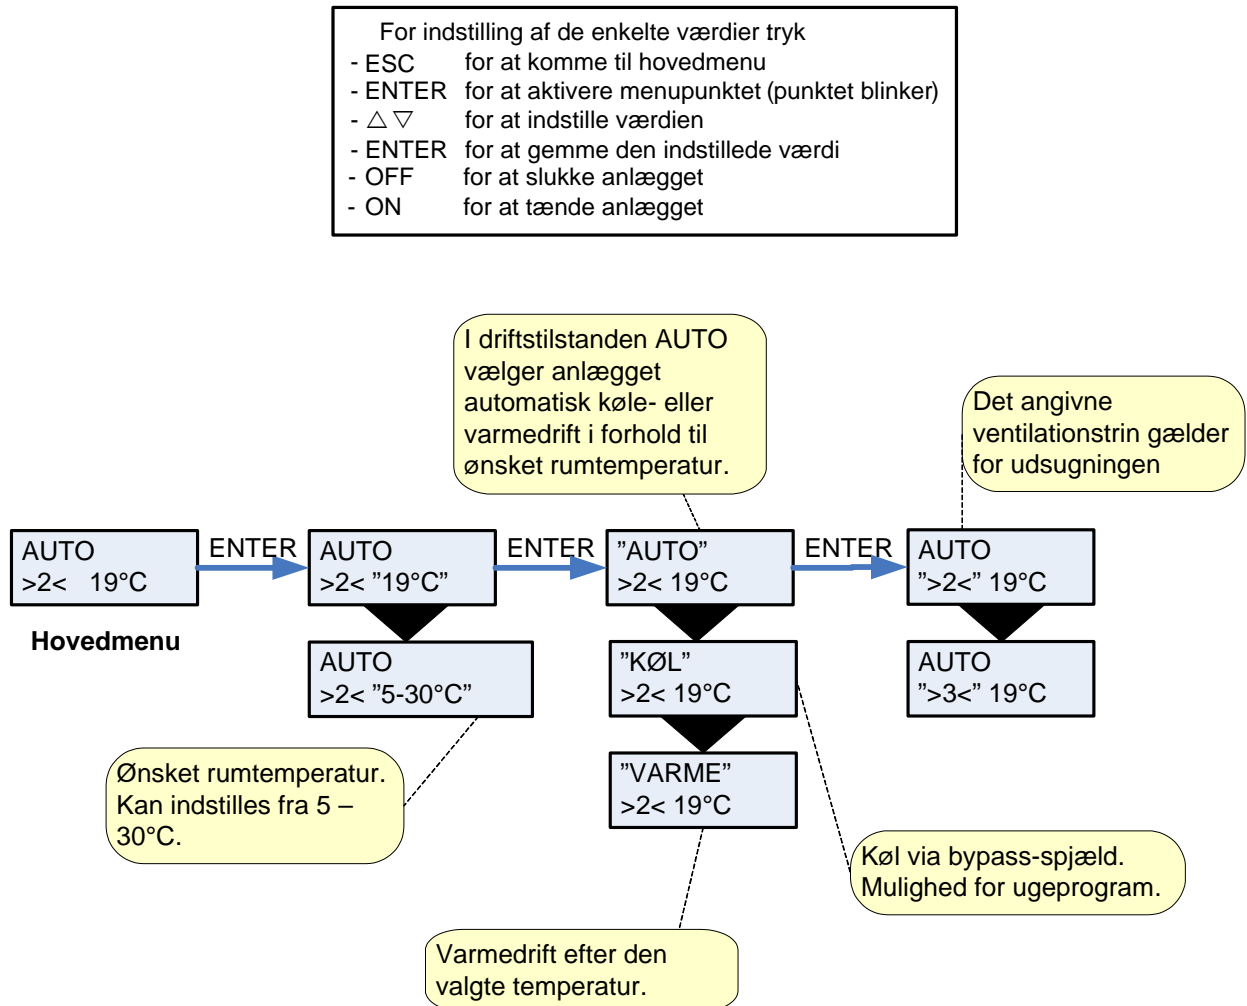 For indstilling af de enkelte værdier tryk
- ESC for at komme til hovedmenu
- ENTER for at aktivere menupunktet (punktet blinker)
- △ ▽ for at indstille værdien
- ENTER for at gemme den indstillede værdi
- OFF for at slukke anlægget
- ON for at tænde anlægget
I driftstilstanden AUTO
vælger anlægget
automatisk køle- eller
varmedrift i forhold til
ønsket rumtemperatur.
Det angivne
ventilationstrin gælder
for udsugningen
AUTO
>2< 19°C
ENTER
AUTO
>2< ”19°C”
ENTER
”AUTO”
>2< 19°C
ENTER
AUTO
”>2<” 19°C
Hovedmenu
AUTO
>2< ”5-30°C”
”KØL”
>2< 19°C
AUTO
”>3<” 19°C
Ønsket rumtemperatur.
Kan indstilles fra 5 –
30°C.
”VARME”
>2< 19°C
Køl via bypass-spjæld.
Mulighed for ugeprogram.
Varmedrift efter den
valgte temperatur.